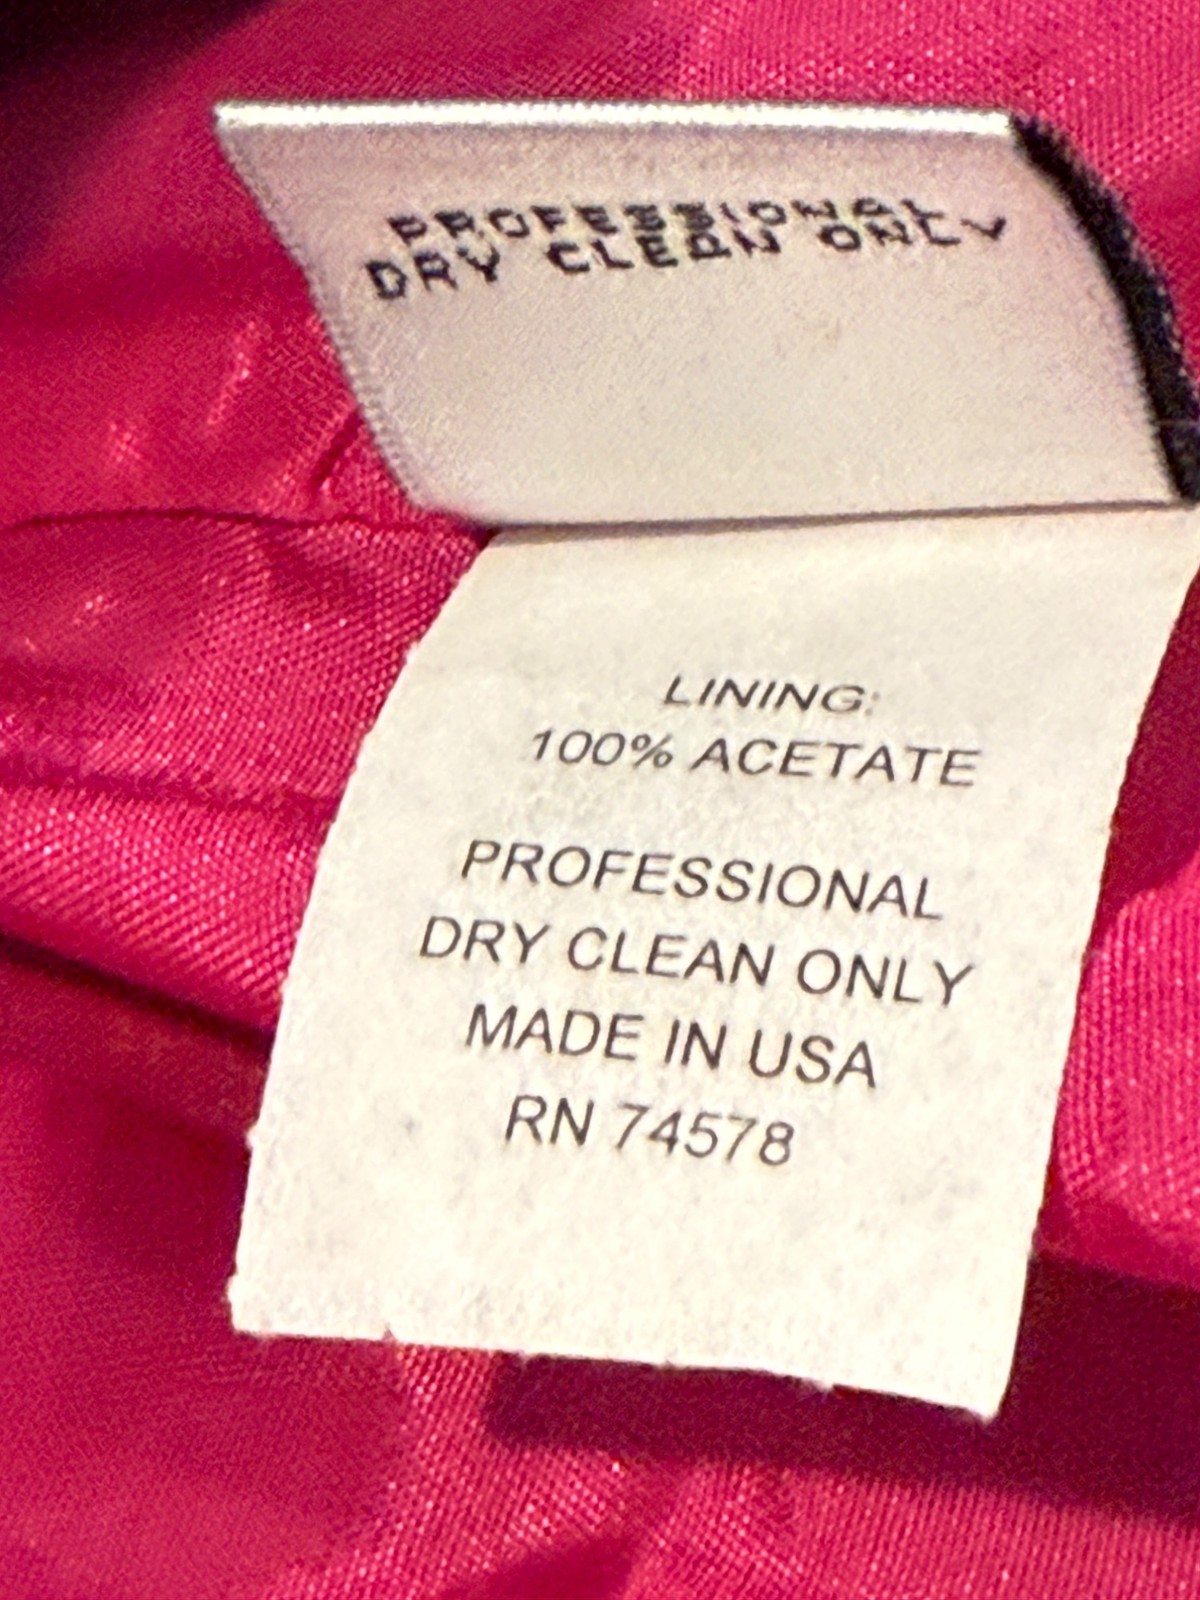 PROFESSIONAL
DRY CLEAN ONLY
LINING:
100% ACETATE
PROFESSIONAL
DRY CLEAN ONLY
MADE IN USA
RN 74578